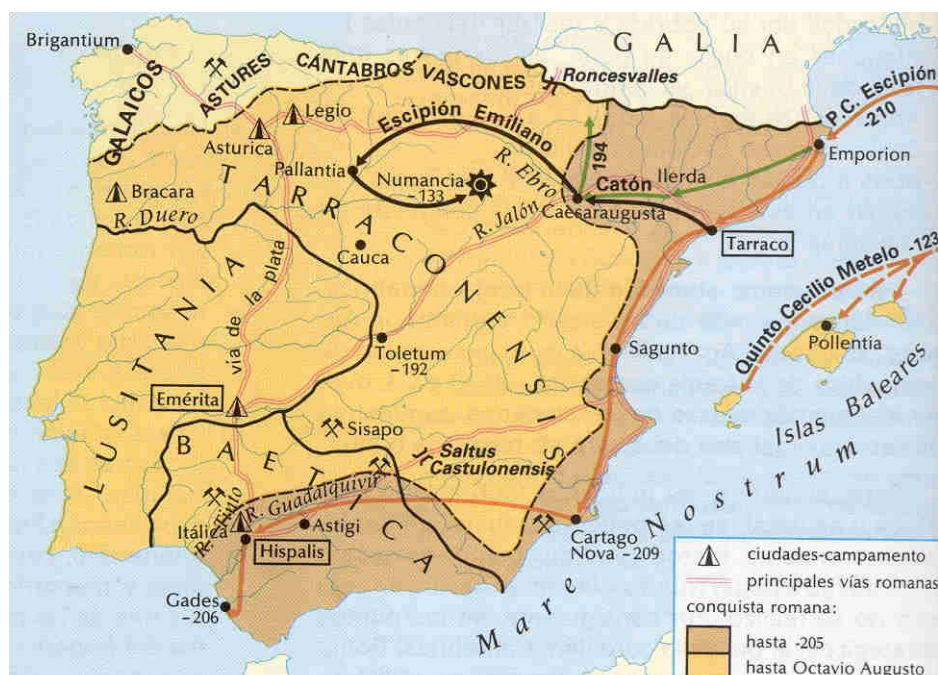 GALIA
Brigantium
GALAICOS
ASTURES
CÁNTABROS
VASCONES
Roncesvalles
P.C. Escipión
-210
Legio
Asturica
Escipión Emiliano
194
Emporion
Pallantia
Numancia
-133
R. Ebro
Catón
Ilerda
Bracara
R. Duero
R. Jalón
Caesaraugusta
Tarraco
TARRACONENSIS
Cauca
Quinto Cecilio Metelo -123
LUSITANIA
vía de la plata
Toletum
-192
Sagunto
Pollentia
Islas Baleares
Emérita
BAETICA
Sisapo
Saltus
Castulonensis
R. Guadalquivir
Itálica
Astigi
Hispalis
Cartago
Nova -209
Mare Nostrum
Gades
-206
ciudades-campamento
principales vías romanas
conquista romana:
hasta -205
hasta Octavio Augusto